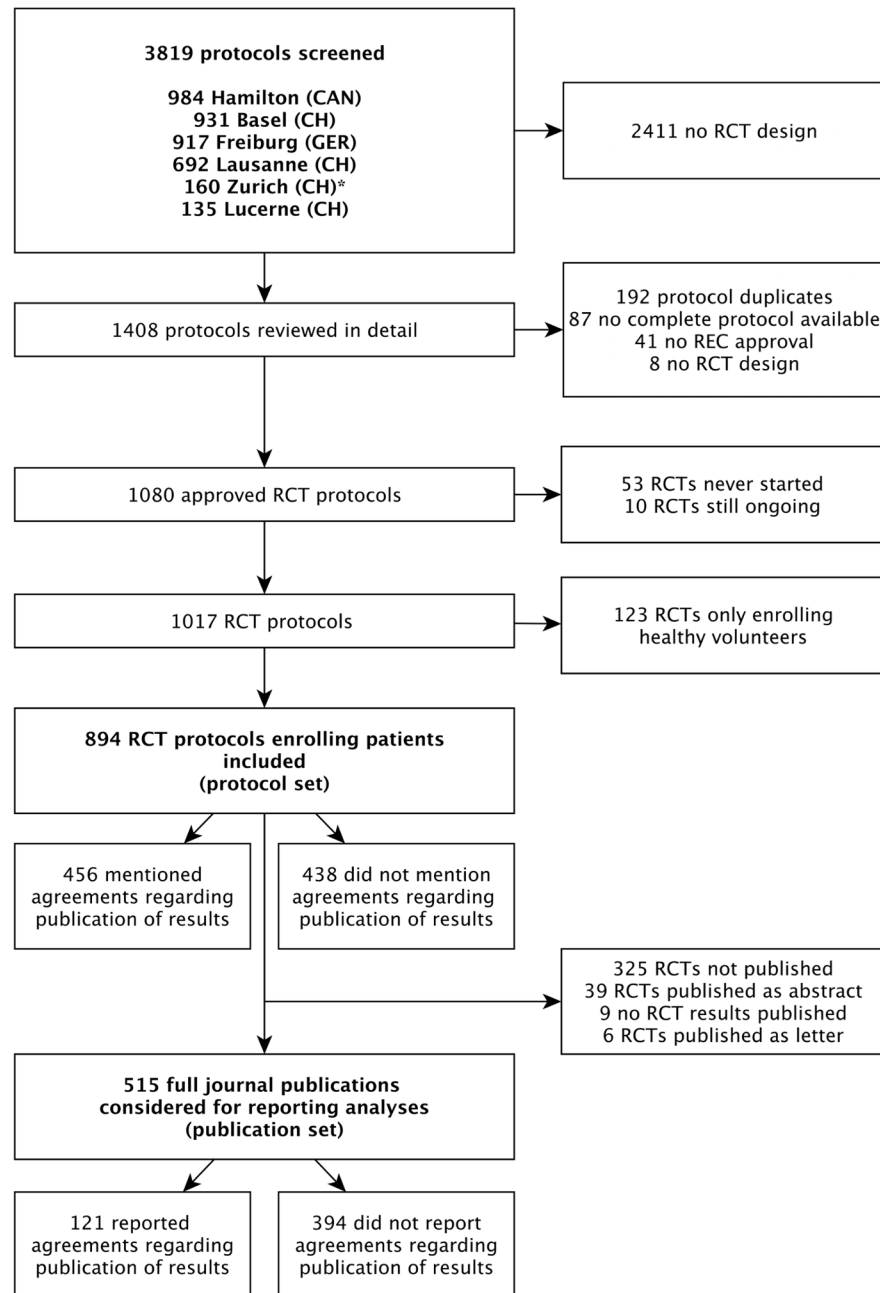 3819 protocols screened
984 Hamilton (CAN)
931 Basel (CH)
917 Freiburg (GER)
692 Lausanne (CH)
160 Zurich (CH)*
135 Lucerne (CH)
2411 no RCT design
1408 protocols reviewed in detail
192 protocol duplicates
87 no complete protocol available
41 no REC approval
8 no RCT design
1080 approved RCT protocols
53 RCTs never started
10 RCTs still ongoing
1017 RCT protocols
123 RCTs only enrolling
healthy volunteers
894 RCT protocols enrolling patients
included
(protocol set)
456 mentioned
agreements regarding
publication of results
438 did not mention
agreements regarding
publication of results
325 RCTs not published
39 RCTs published as abstract
9 no RCT results published
6 RCTs published as letter
515 full journal publications
considered for reporting analyses
(publication set)
121 reported
agreements regarding
publication of results
394 did not report
agreements regarding
publication of results